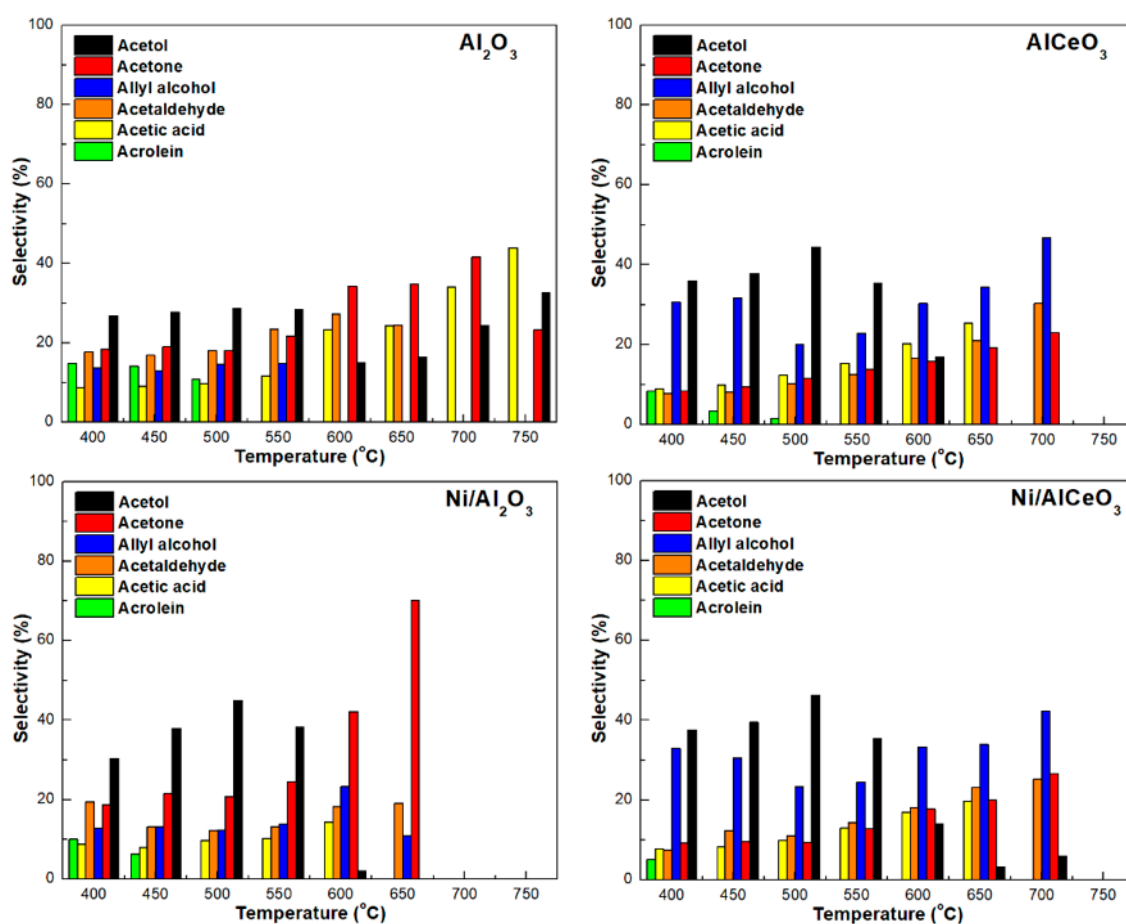 Al₂O₃
Acetol
Acetone
Allyl alcohol
Acetaldehyde
Acetic acid
Acrolein
100
80
60
40
20
0
Selectivity (%)
400 450 500 550 600 650 700 750
Temperature (°C)
AlCeO₃
Acetol
Acetone
Allyl alcohol
Acetaldehyde
Acetic acid
Acrolein
100
80
60
40
20
0
Selectivity (%)
400 450 500 550 600 650 700 750
Temperature (°C)
Ni/Al₂O₃
Acetol
Acetone
Allyl alcohol
Acetaldehyde
Acetic acid
Acrolein
100
80
60
40
20
0
Selectivity (%)
400 450 500 550 600 650 700 750
Temperature (°C)
Ni/AlCeO₃
Acetol
Acetone
Allyl alcohol
Acetaldehyde
Acetic acid
Acrolein
100
80
60
40
20
0
Selectivity (%)
400 450 500 550 600 650 700 750
Temperature (°C)